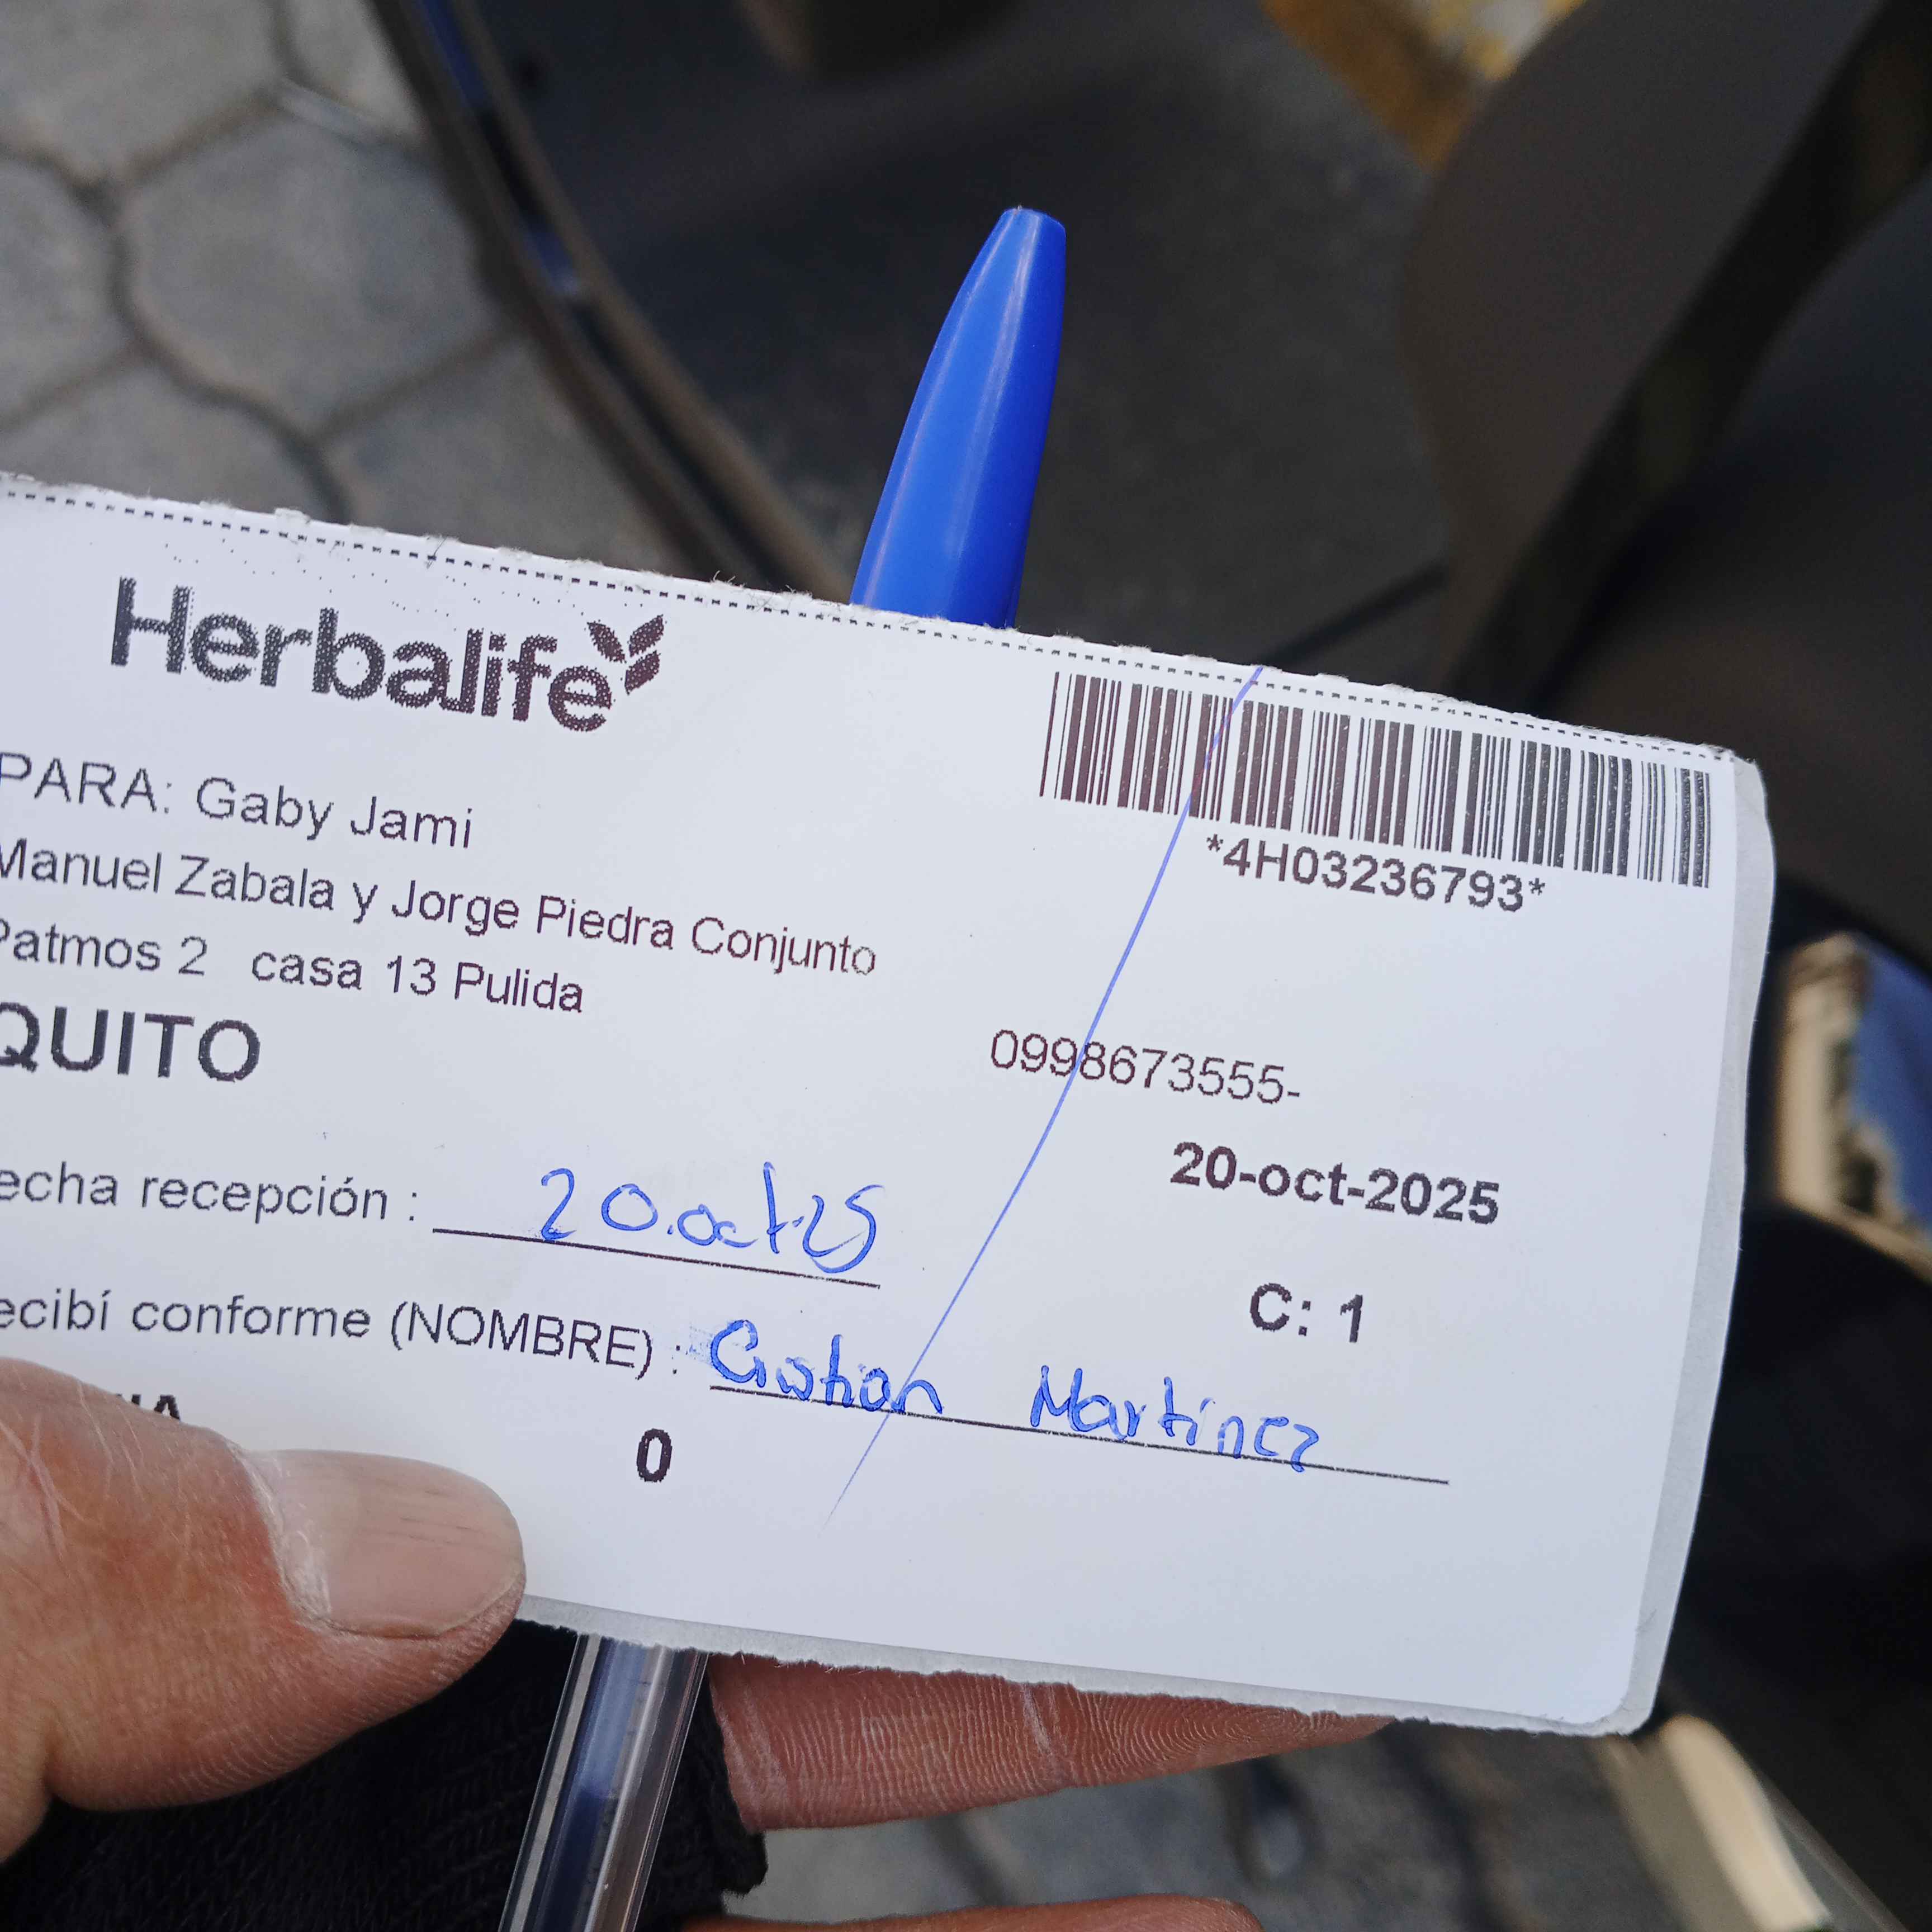 Herbalife
*4H03236793*
PARA: Gaby Jami
Manuel Zabala y Jorge Piedra Conjunto
Patmos 2 casa 13 Pulida
QUITO
0998673555-
20-oct-2025
echa recepción : 20.oct-25
C: 1
ecibí conforme (NOMBRE) : Cristian Martinez
0